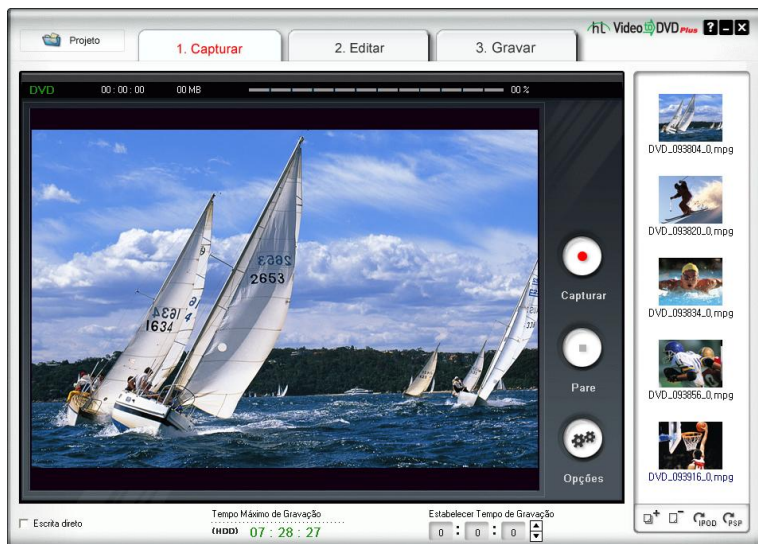 Projeto
1. Capturar
2. Editar
3. Gravar
Video DVD Plus
?
DVD 00 : 00 : 00 00 MB 00 %
2653
2653
1634
1634
Capturar
Pare
Opções
DVD_093804_0.mpg
DVD_093820_0.mpg
DVD_093834_0.mpg
DVD_093856_0.mpg
DVD_093916_0.mpg
Escrita direto
Tempo Máximo de Gravação
(HDD) 07 : 28 : 27
Estabelecer Tempo de Gravação
0 : 0 : 0
IPOD PSP